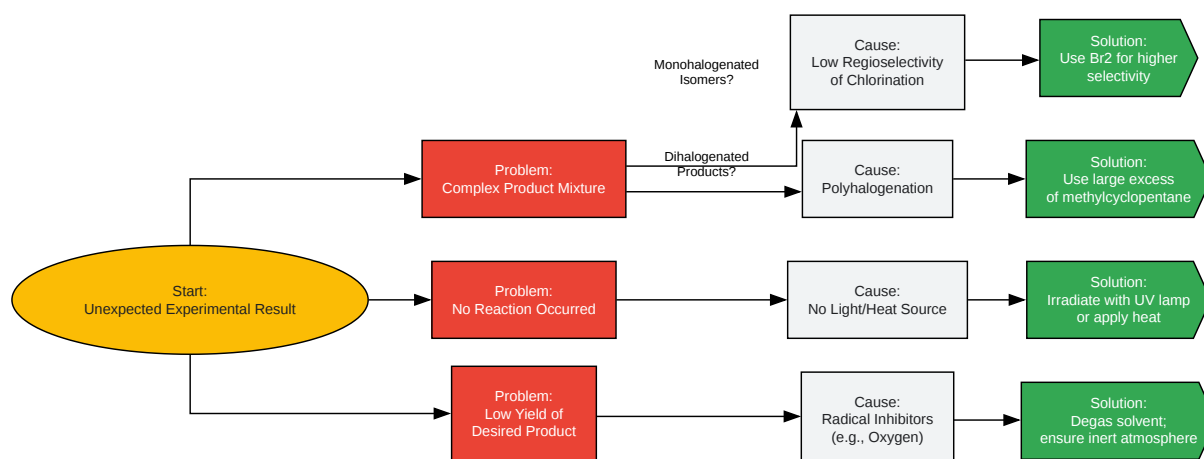 Cause:
Low Regioselectivity
of Chlorination
Solution:
Use Br2 for higher
selectivity
Monohalogenated
Isomers?
Dihalogenated
Products?
Problem:
Complex Product Mixture
Cause:
Polyhalogenation
Solution:
Use large excess
of methylcyclopentane
Start:
Unexpected Experimental Result
Problem:
No Reaction Occurred
Cause:
No Light/Heat Source
Solution:
Irradiate with UV lamp
or apply heat
Problem:
Low Yield of
Desired Product
Cause:
Radical Inhibitors
(e.g., Oxygen)
Solution:
Degas solvent;
ensure inert atmosphere